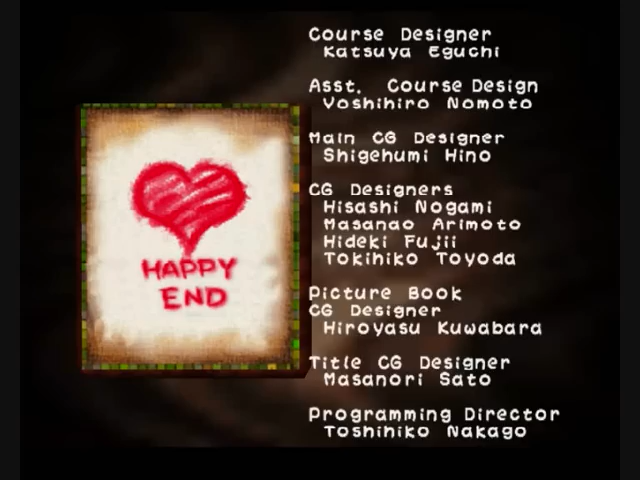 Course Designer
Katsuya Eguchi
Asst. Course Design
Yoshihiro Nomoto
Main CG Designer
Shigehumi Hino
CG Designers
Hisashi Nogami
Masanao Arimoto
Hideki Fujii
Tokihiko Toyoda
Picture Book
CG Designer
Hiroyasu Kuwabara
Title CG Designer
Masanori Sato
Programming Director
Toshihiko Nakago
HAPPY
END